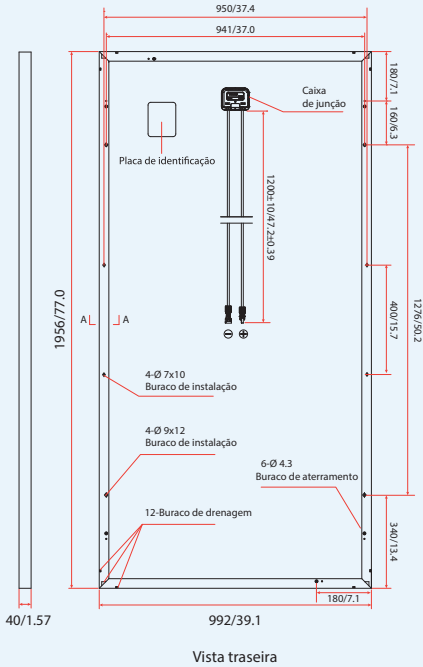 950/37.4
941/37.0
180/7.1
160/6.3
Caixa
de junção
Placa de identificação
1200±10/47.2±0.39
1956/77.0
1276/50.2
400/15.7
A A
4-Ø 7x10
Buraco de instalação
4-Ø 9x12
Buraco de instalação
6-Ø 4.3
Buraco de aterramento
12-Buraco de drenagem
340/13.4
180/7.1
40/1.57
992/39.1
Vista traseira